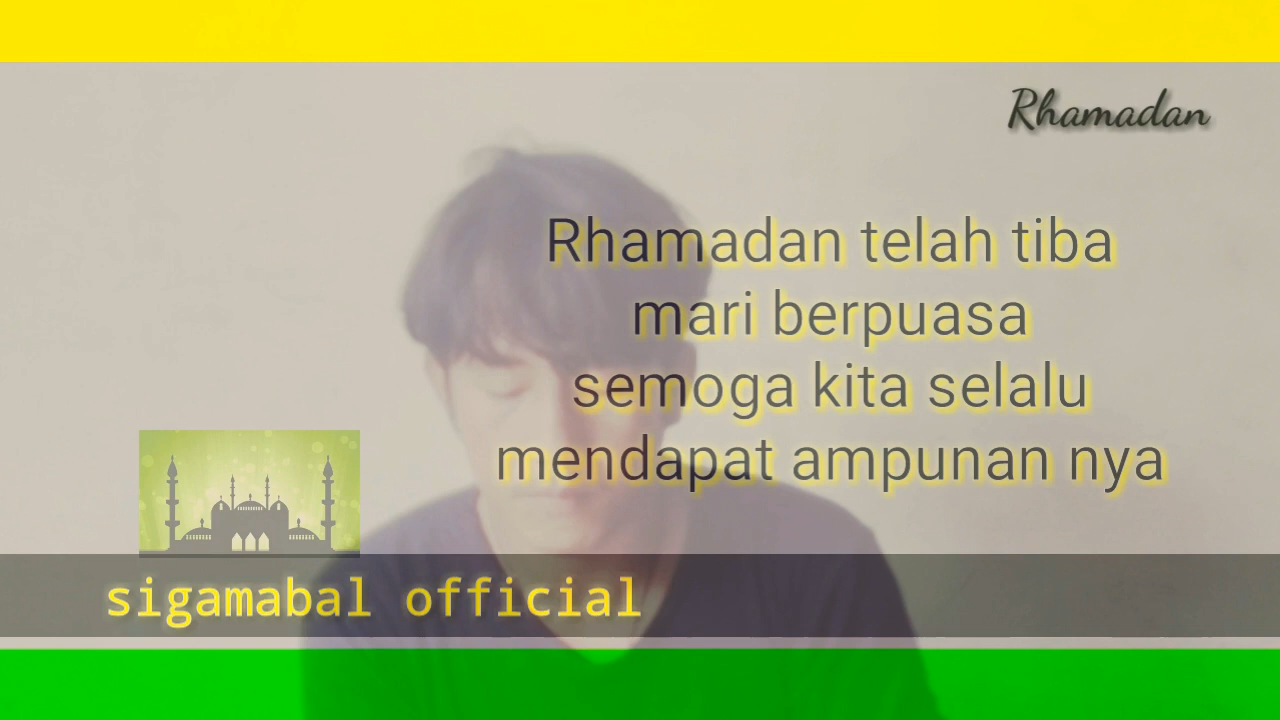 Rhamadan
Rhamadan telah tiba
mari berpuasa
semoga kita selalu
mendapat ampunan nya
sigamabal official